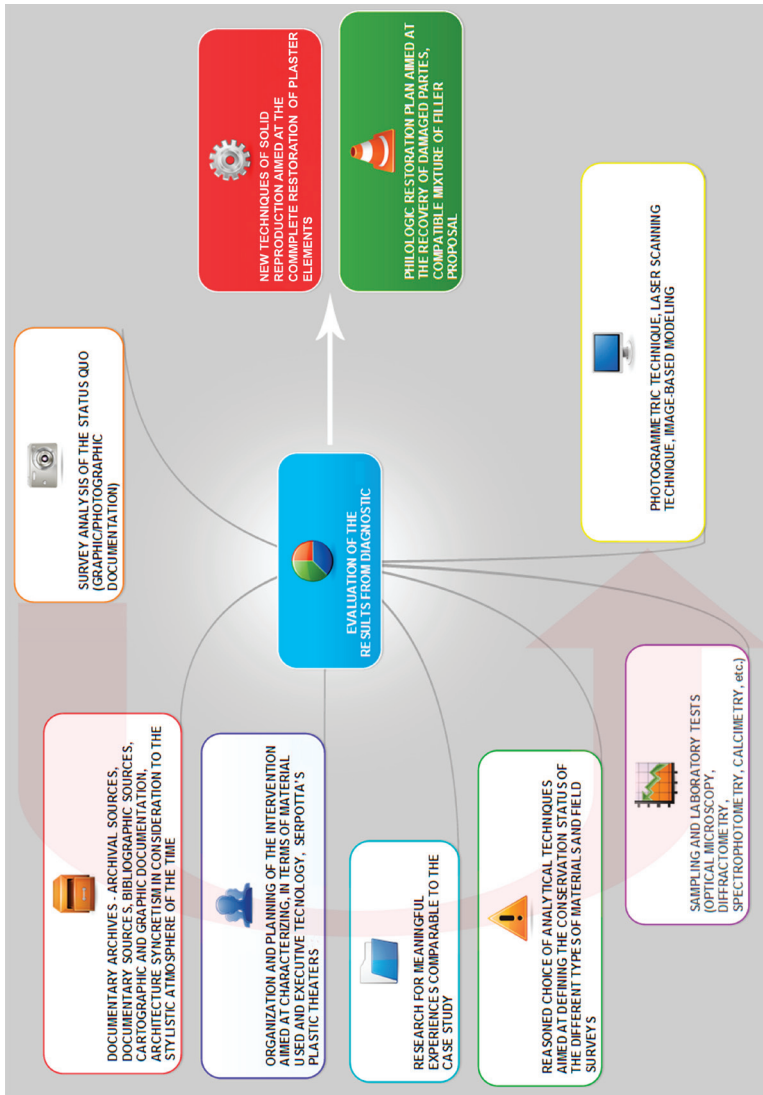 SURVEY ANALYSIS OF THE STATUS QUO
(GRAPHIC/PHOTOGRAPHIC
DOCUMENTATION)
DOCUMENTARY ARCHIVES - ARCHIVAL SOURCES,
DOCUMENTARY SOURCES, BIBLIOGRAPHIC SOURCES,
CARTOGRAPHIC AND GRAPHIC DOCUMENTATION,
ARCHITECTURE SYNCRETISM IN CONSIDERATION TO THE
STYLISTIC ATMOSPHERE OF THE TIME
ORGANIZATION AND PLANNING OF THE INTERVENTION
AIMED AT CHARACTERIZING, IN TERMS OF MATERIAL
USED AND EXECUTIVE TECNOLOGY, SERPOTTA'S
PLASTIC THEATERS
RESEARCH FOR MEANINGFUL
EXPERIENCES COMPARABLE TO THE
CASE STUDY
REASONED CHOICE OF ANALYTICAL TECHNIQUES
AIMED AT DEFINING THE CONSERVATION STATUS OF
THE DIFFERENT TYPES OF MATERIALS AND FIELD
SURVEYS
SAMPLING AND LABORATORY TESTS
(OPTICAL MICROSCOPY,
DIFFRACTOMETRY,
SPECTROPHOTOMETRY, CALCIMETRY, etc.)
PHOTOGRAMMETRIC TECHNIQUE, LASER SCANNING
TECHNIQUE, IMAGE-BASED MODELING
EVALUATION OF THE
RESULTS FROM DIAGNOSTIC
NEW TECHNIQUES OF SOLID
REPRODUCTION AIMED AT THE
COMMPLETE RESTORATION OF PLASTER
ELEMENTS
PHILOLOGIC RESTORATION PLAN AIMED AT
THE RECOVERY OF DAMAGED PARTES,
COMPATIBLE MIXTURE OF FILLER
PROPOSAL